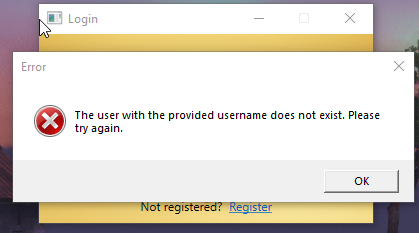 Login
Error
The user with the provided username does not exist. Please
try again.
OK
Not registered? Register